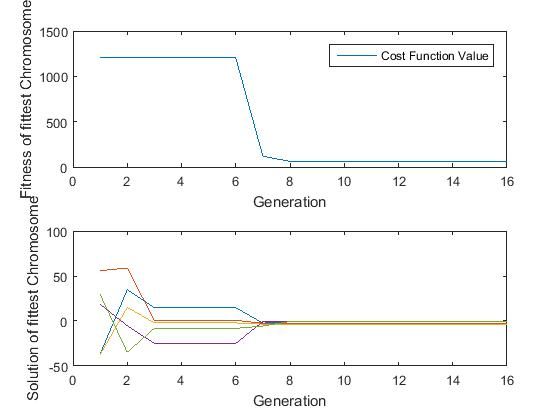 Fitness of fittest Chromosome
1500
1000
500
0
Cost Function Value
0 2 4 6 8 10 12 14 16
Generation
Solution of fittest Chromosome
100
50
0
-50
0 2 4 6 8 10 12 14 16
Generation